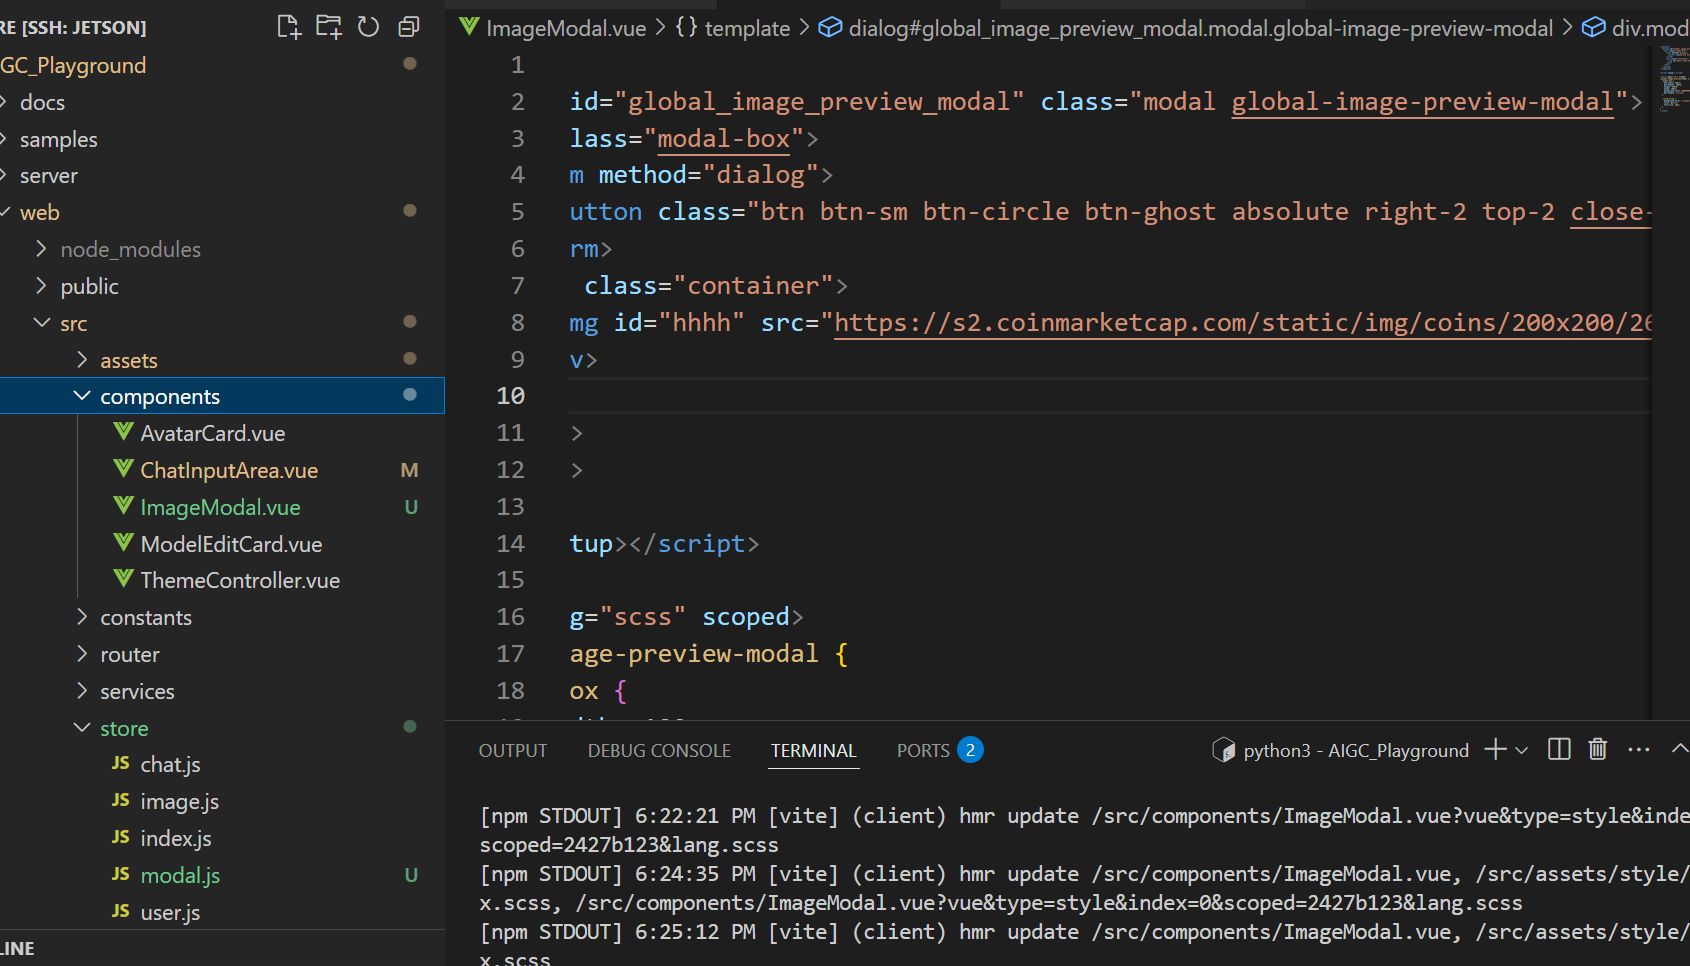 RE [SSH: JETSON]
GC_Playground
docs
samples
server
web
node_modules
public
src
assets
components
AvatarCard.vue
ChatInputArea.vue M
ImageModal.vue U
ModelEditCard.vue
ThemeController.vue
constants
router
services
store
JS chat.js
JS image.js
JS index.js
JS modal.js U
JS user.js
LINE
ImageModal.vue > {} template > dialog#global_image_preview_modal.modal.global-image-preview-modal > div.mod
1
2 id="global_image_preview_modal" class="modal global-image-preview-modal">
3 lass="modal-box">
4 m method="dialog">
5 utton class="btn btn-sm btn-circle btn-ghost absolute right-2 top-2 close-
6 rm>
7 class="container">
8 mg id="hhhh" src="https://s2.coinmarketcap.com/static/img/coins/200x200/26
9 v>
10
11 >
12 >
13
14 tup></script>
15
16 g="scss" scoped>
17 age-preview-modal {
18 ox {
OUTPUT DEBUG CONSOLE TERMINAL PORTS 2 python3 - AIGC_Playground
[npm STDOUT] 6:22:21 PM [vite] (client) hmr update /src/components/ImageModal.vue?vue&type=style&inde
scoped=2427b123&lang.scss
[npm STDOUT] 6:24:35 PM [vite] (client) hmr update /src/components/ImageModal.vue, /src/assets/style/
x.scss, /src/components/ImageModal.vue?vue&type=style&index=0&scoped=2427b123&lang.scss
[npm STDOUT] 6:25:12 PM [vite] (client) hmr update /src/components/ImageModal.vue, /src/assets/style/
x.scss